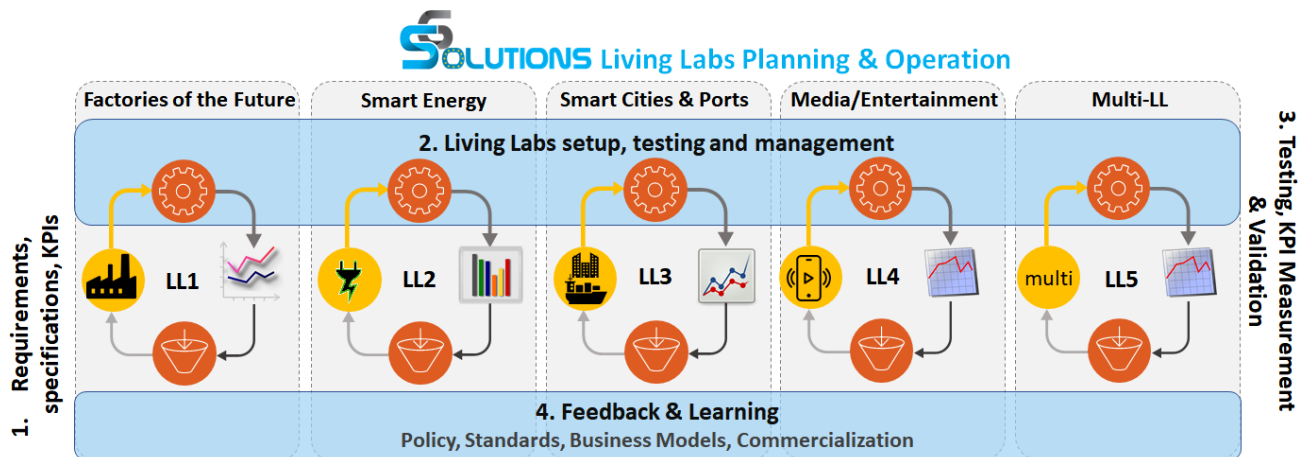 5SOLUTIONS Living Labs Planning & Operation
Factories of the Future
Smart Energy
Smart Cities & Ports
Media/Entertainment
Multi-LL
2. Living Labs setup, testing and management
1. Requirements,
specifications, KPIs
LL1
LL2
LL3
LL4
multi
LL5
3. Testing, KPI Measurement
& Validation
4. Feedback & Learning
Policy, Standards, Business Models, Commercialization